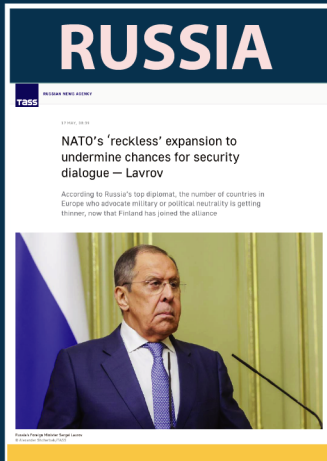 RUSSIA
TASS
RUSSIAN NEWS AGENCY
NATO’s ‘reckless’ expansion to
undermine chances for security
dialogue — Lavrov
According to Russia's top diplomat, the number of countries in
Europe who advocate military or political neutrality is getting
thinner, now that Finland has joined the alliance
Russia's Foreign Minister Sergei Lavrov